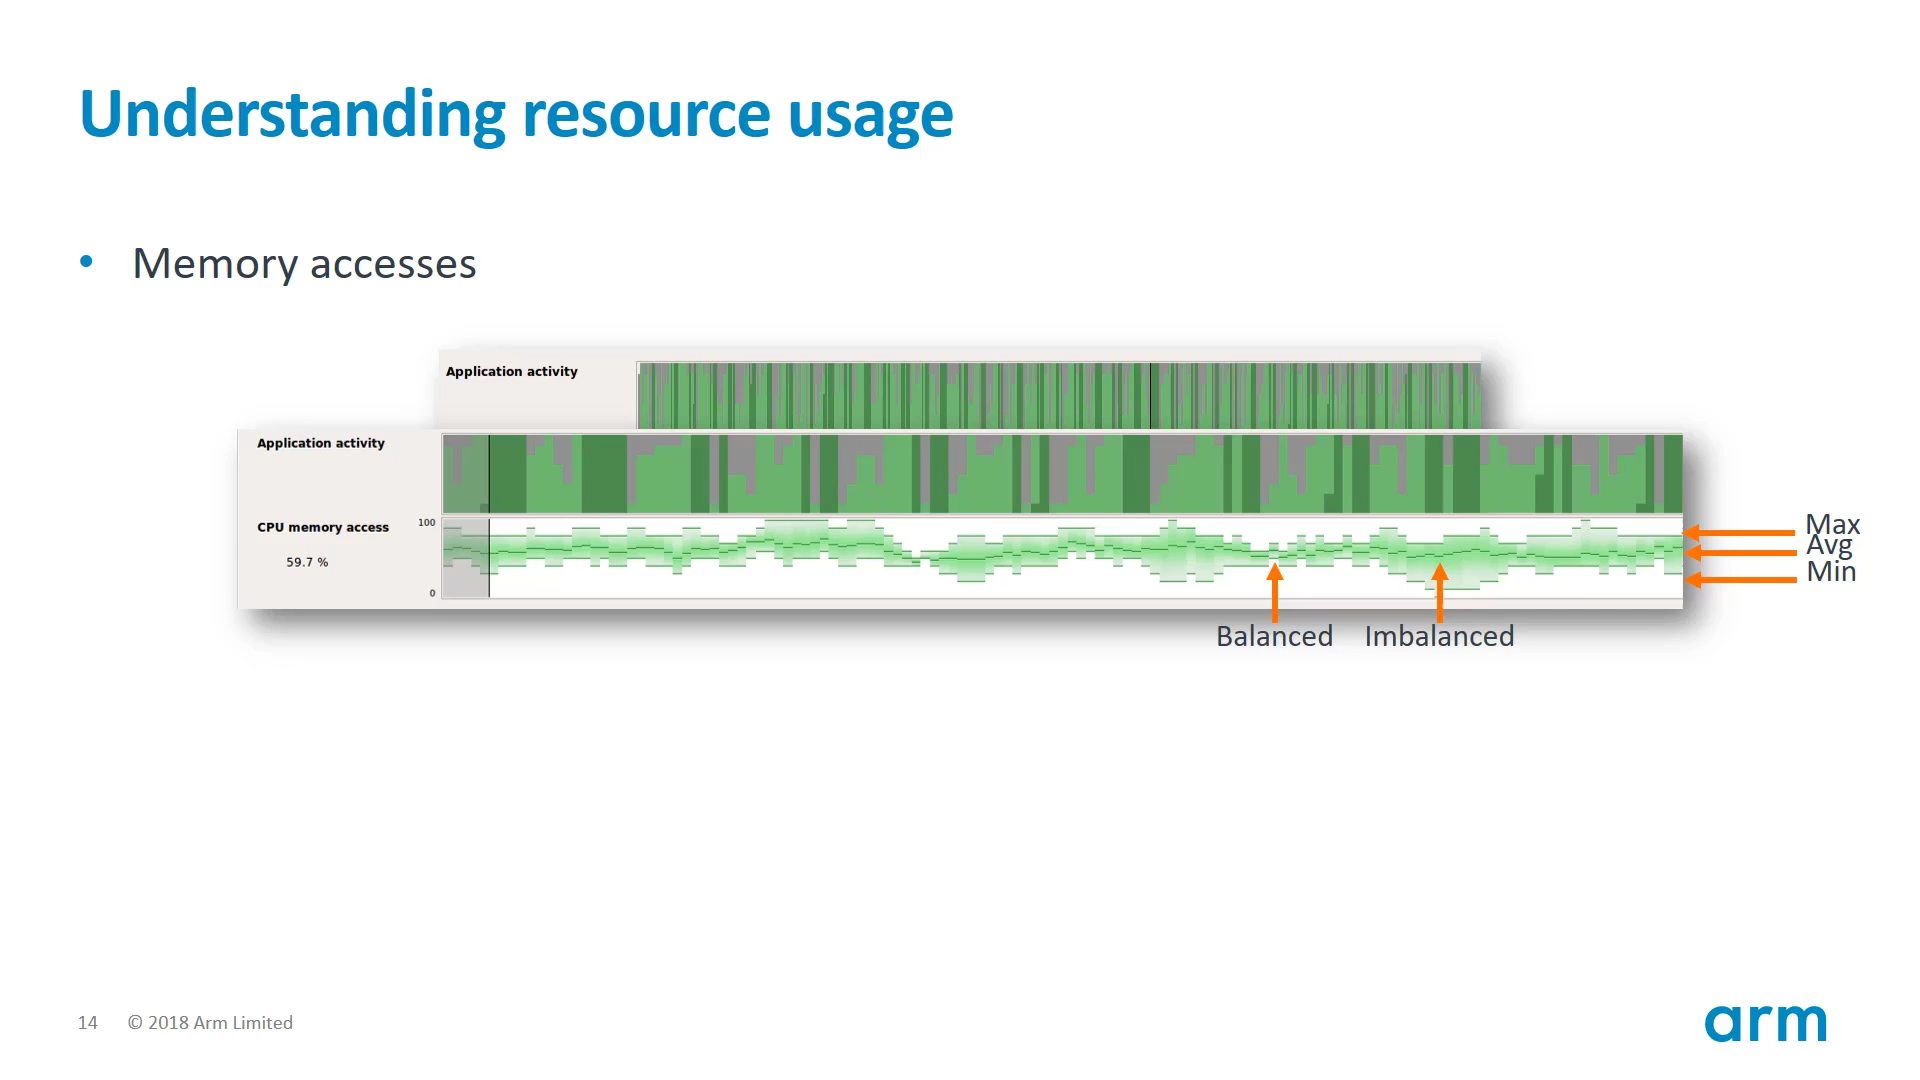 Understanding resource usage
• Memory accesses
Application activity
Application activity
CPU memory access
100
59.7 %
0
Max
Avg
Min
Balanced
Imbalanced
14
© 2018 Arm Limited
arm